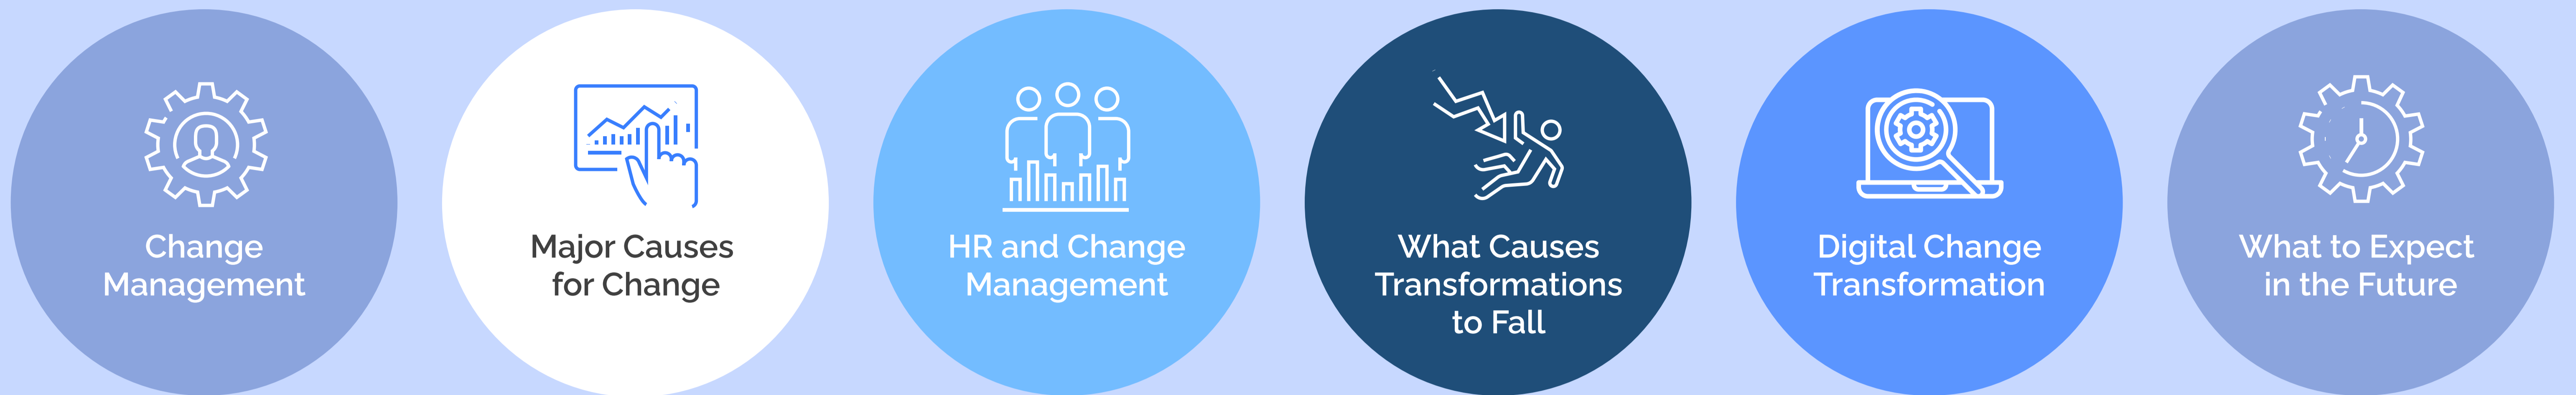 Change
Management
Major Causes
for Change
HR and Change
Management
What Causes
Transformations
to Fall
Digital Change
Transformation
What to Expect
in the Future